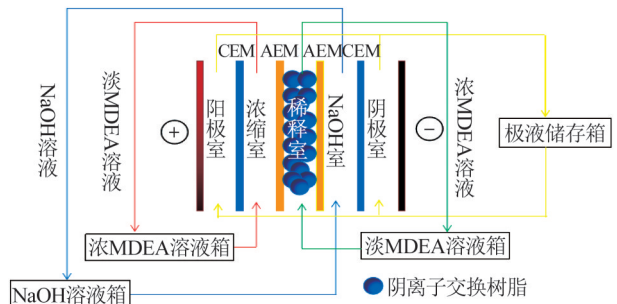 CEM AEM AEM CEM
NaOH溶液
淡MDEA溶液
+
阳极室
浓缩室
稀释室
NaOH室
阴极室
−
浓MDEA溶液
极液储存箱
浓MDEA溶液箱
淡MDEA溶液箱
NaOH溶液箱
阴离子交换树脂